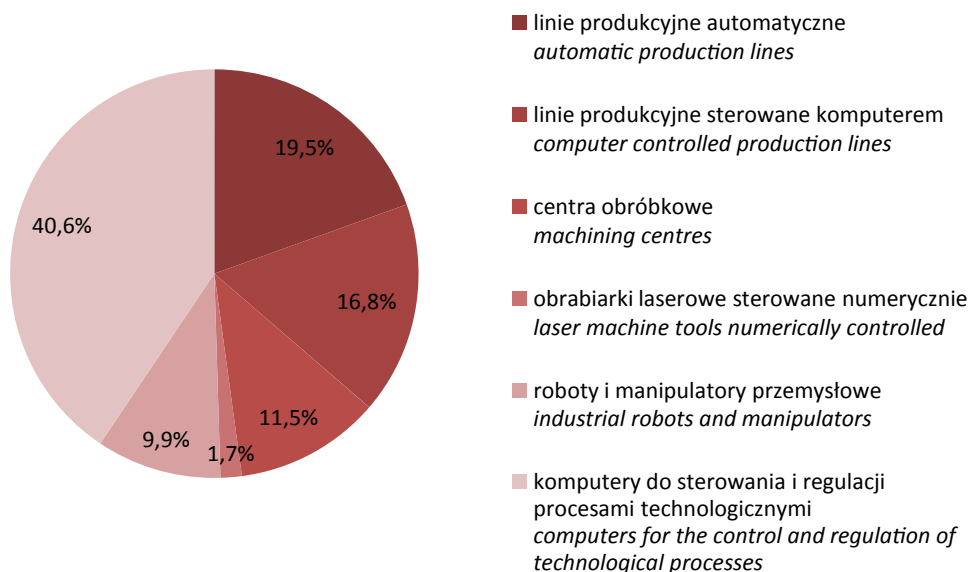 19,5%
16,8%
11,5%
1,7%
9,9%
40,6%
linie produkcyjne automatyczne
automatic production lines
linie produkcyjne sterowane komputerem
computer controlled production lines
centra obróbkowe
machining centres
obrabiarki laserowe sterowane numerycznie
laser machine tools numerically controlled
roboty i manipulatory przemysłowe
industrial robots and manipulators
komputery do sterowania i regulacji
procesami technologicznymi
computers for the control and regulation of
technological processes